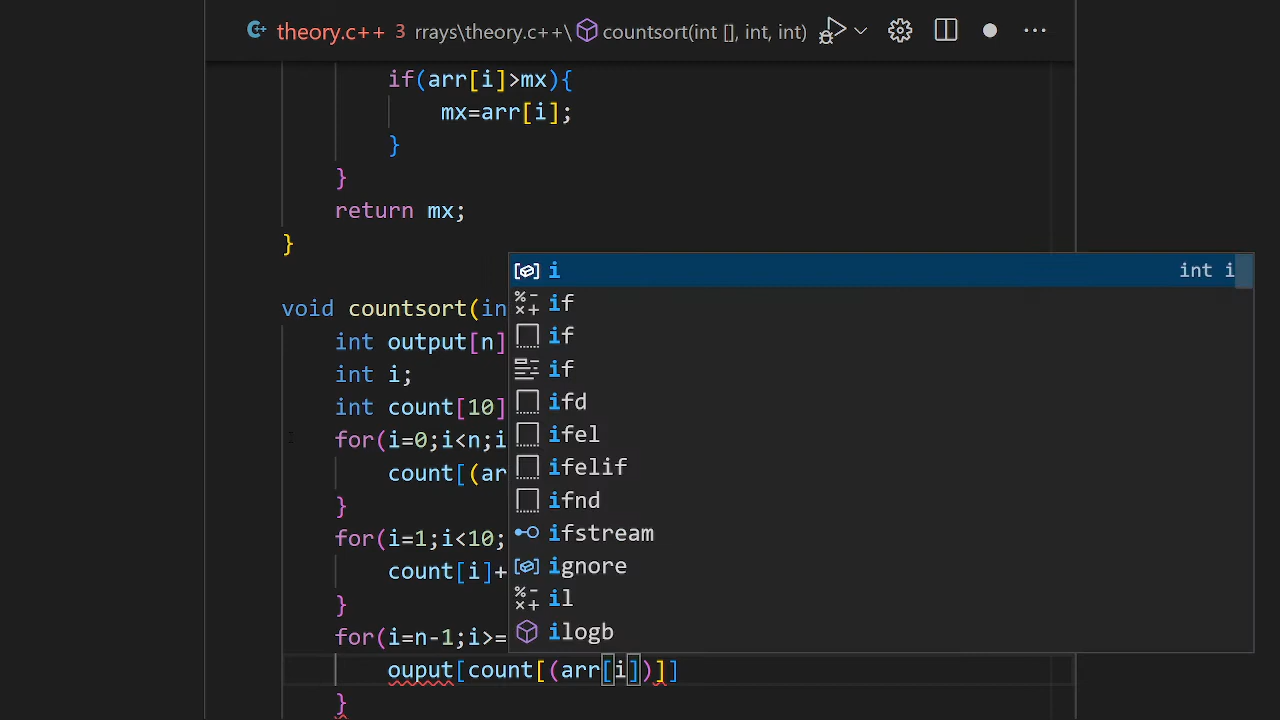 theory.c++ 3 rrays\theory.c++\ countsort(int [], int, int) ...
if(arr[i]>mx){
mx=arr[i];
}
}
return mx;
}
i int i
if
void countsort(in
if
int output[n]
if
int i;
ifd
int count[10]
ifel
for(i=0;i<n;i
ifelif
count[(ar
ifnd
}
ifstream
for(i=1;i<10;
ignore
count[i]+
il
}
ilogb
for(i=n-1;i>=
ouput[count[(arr[i])]]
}